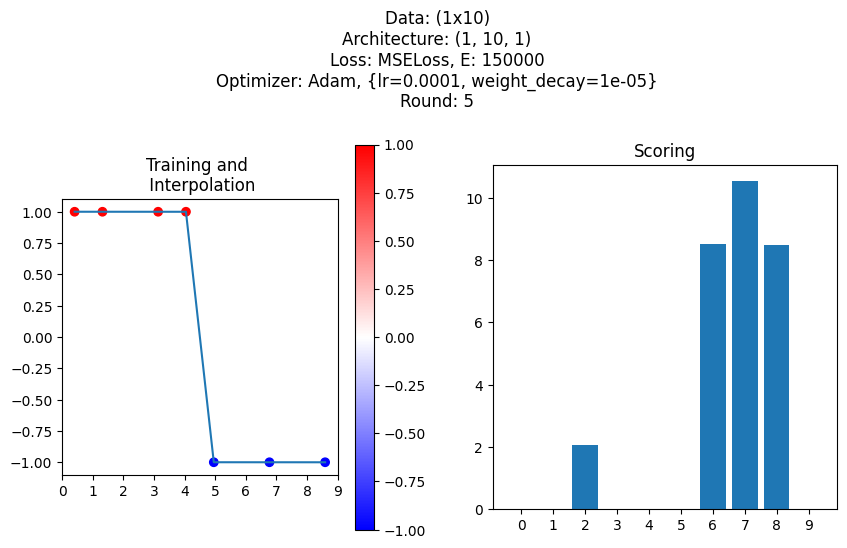 Data: (1x10)
Architecture: (1, 10, 1)
Loss: MSELoss, E: 150000
Optimizer: Adam, {lr=0.0001, weight_decay=1e-05}
Round: 5
Training and
Interpolation
1.00
0.75
0.50
0.25
0.00
−0.25
−0.50
−0.75
−1.00
0 1 2 3 4 5 6 7 8 9
1.00
0.75
0.50
0.25
0.00
−0.25
−0.50
−0.75
−1.00
Scoring
10
8
6
4
2
0
0 1 2 3 4 5 6 7 8 9